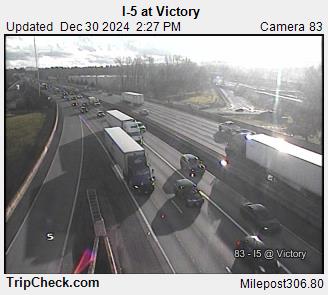 I-5 at Victory
Updated Dec 30 2024 2:27 PM Camera 83
S
83 - I5 @ Victory
TripCheck.com Milepost306.80